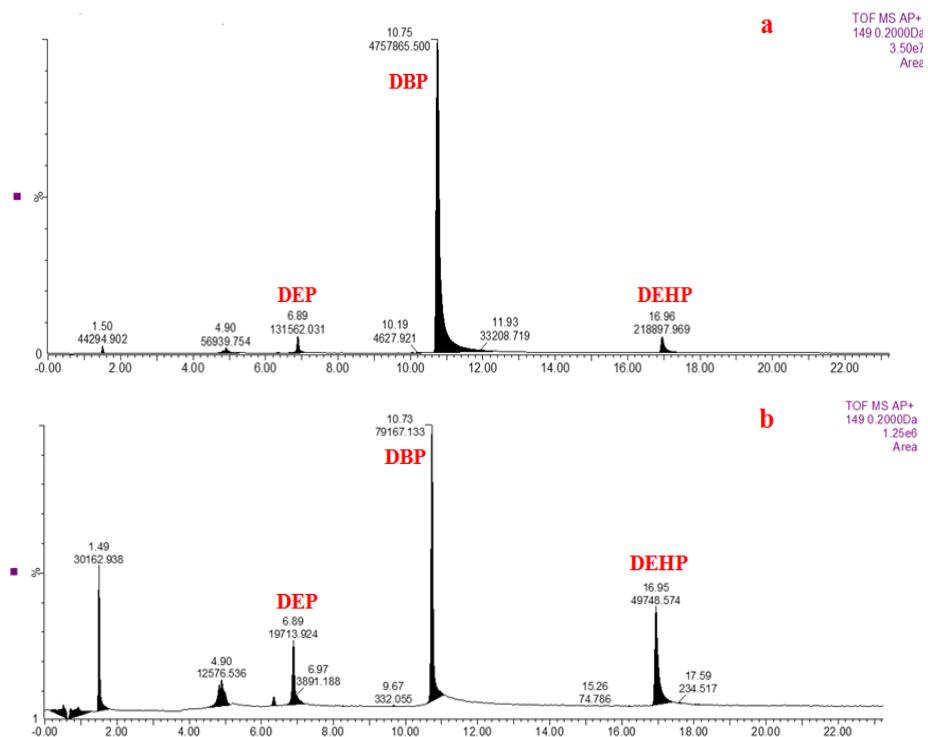 a
TOF MS AP+
149 0.2000Da
3.50e7
Area
10.75
4757865.500
DBP
%
DEP
DEHP
1.50
44294.902
4.90
56939.754
6.89
131562.031
10.19
4627.921
11.93
33208.719
16.96
218897.969
0
-0.00 2.00 4.00 6.00 8.00 10.00 12.00 14.00 16.00 18.00 20.00 22.00
b
TOF MS AP+
149 0.2000Da
1.25e6
Area
10.73
79167.133
DBP
%
1.49
30162.938
DEP
DEHP
4.90
12576.536
6.89
19713.924
6.97
3891.188
9.67
332.055
15.26
74.786
16.95
49748.574
17.59
234.517
1
-0.00 2.00 4.00 6.00 8.00 10.00 12.00 14.00 16.00 18.00 20.00 22.00